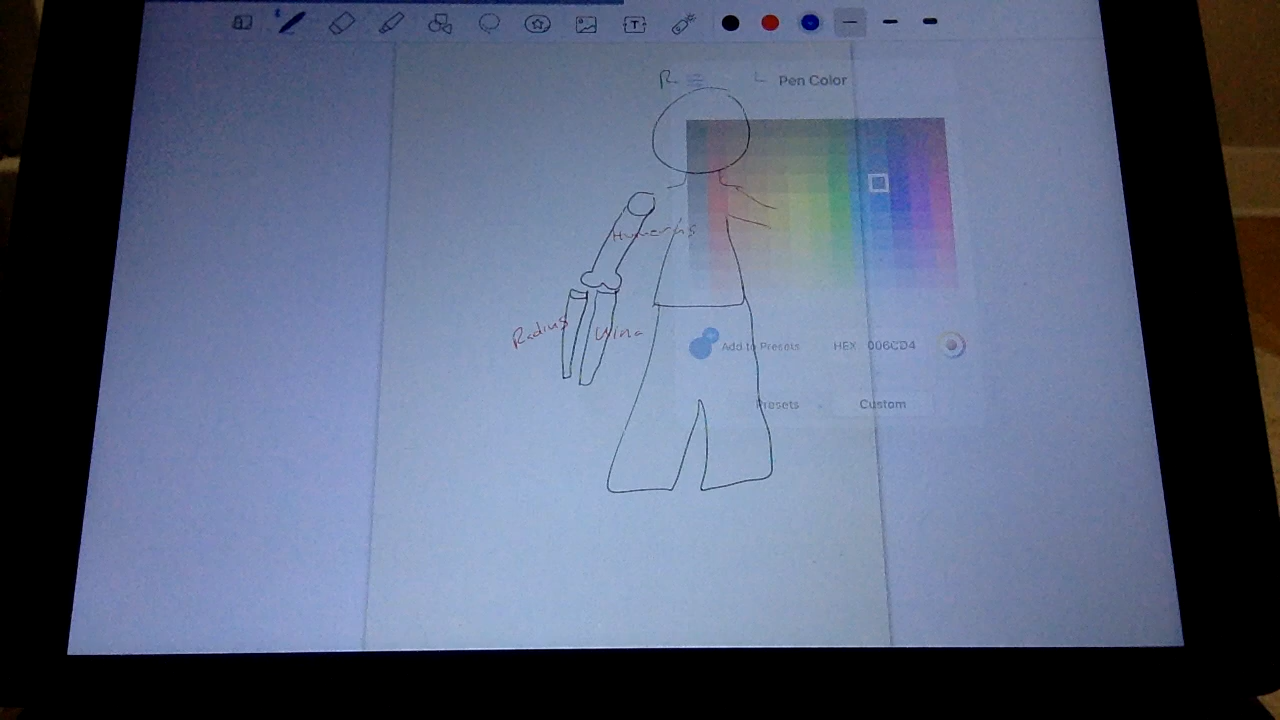 R = L Pen Color
Humerus
Radius Ulna
Add to Presets HEX 006CD4
Presets Custom